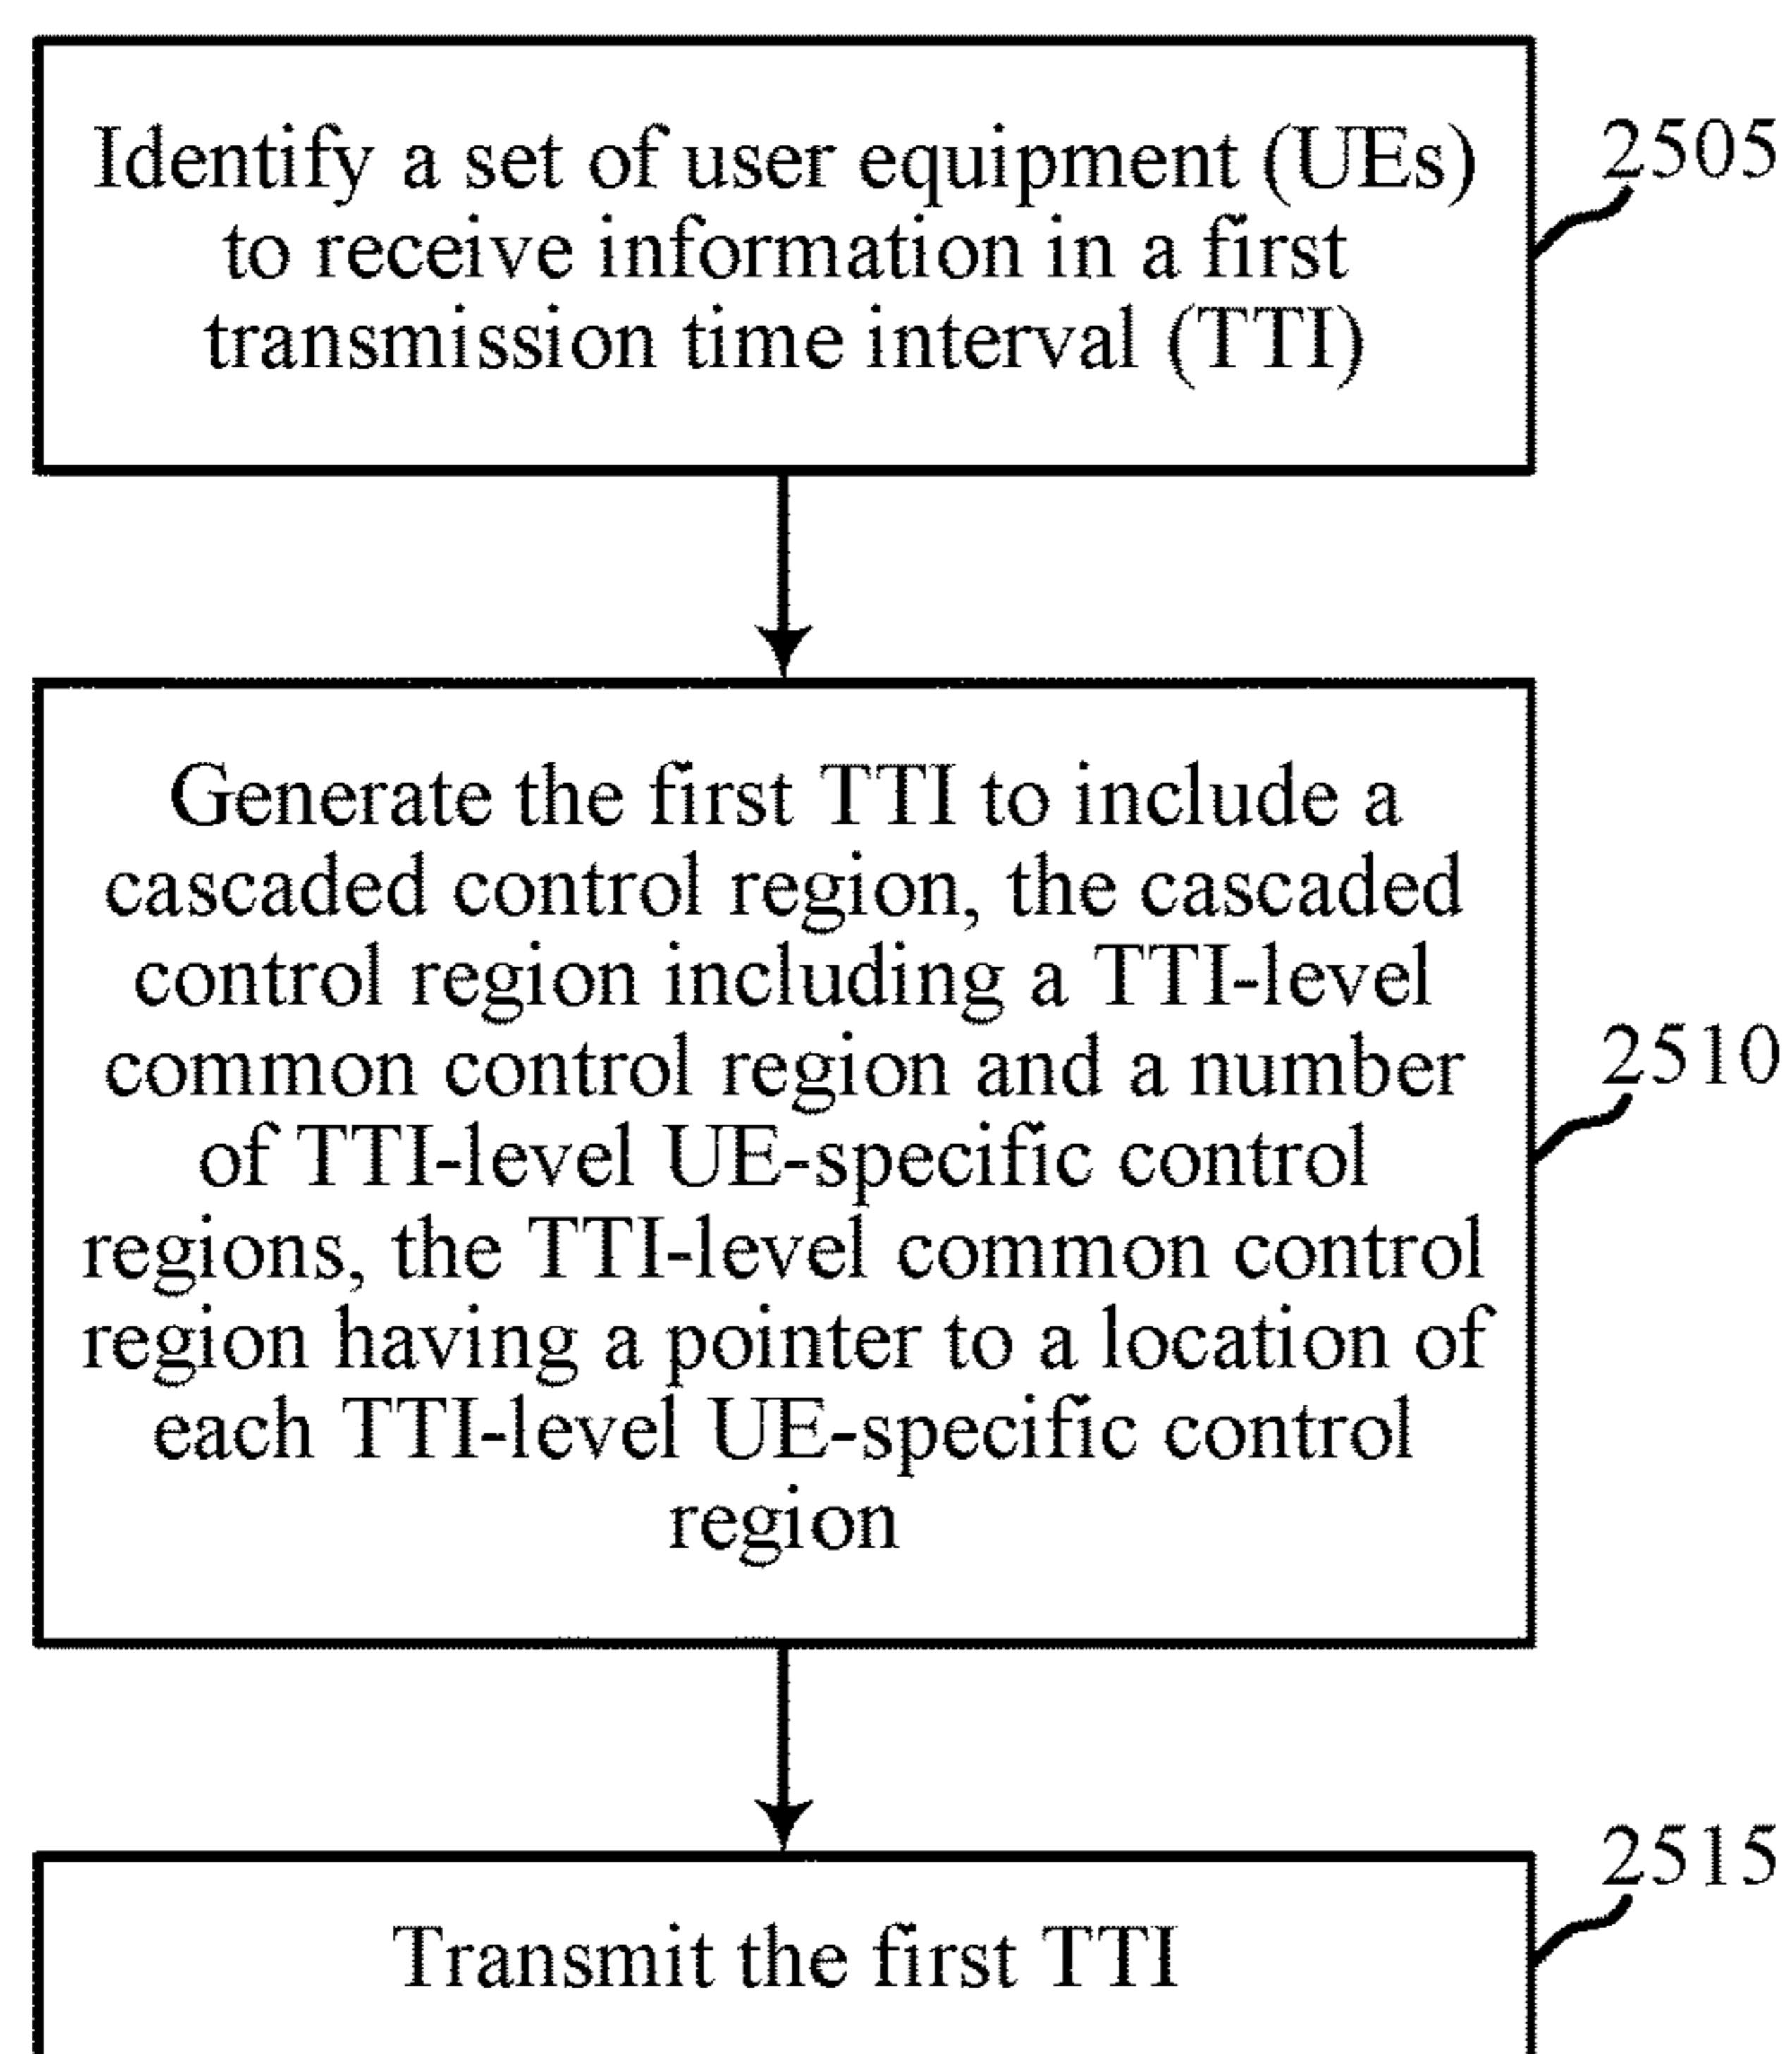 Identify a set of user equipment (UEs)
to receive information in a first
transmission time interval (TTI)
2505
Generate the first TTI to include a
cascaded control region, the cascaded
control region including a TTI-level
common control region and a number
of TTI-level UE-specific control
regions, the TTI-level common control
region having a pointer to a location of
each TTI-level UE-specific control
region
2510
Transmit the first TTI
2515